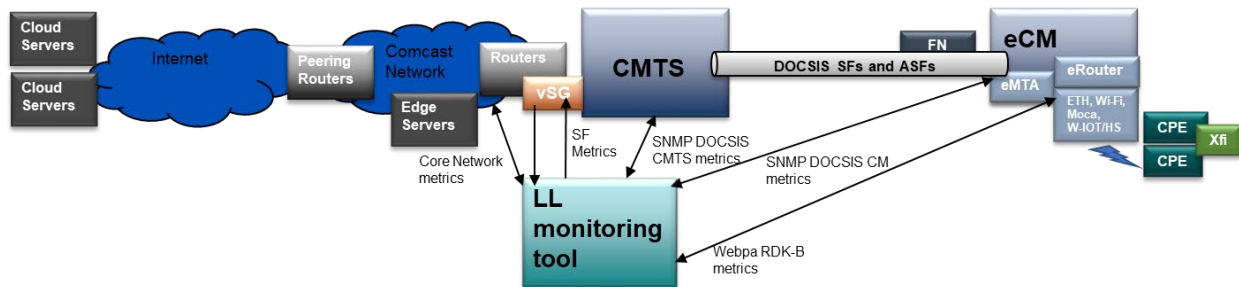 Cloud
Servers
Cloud
Servers
Internet
Peering
Routers
Comcast
Network
Edge
Servers
Routers
vSG
CMTS
DOCSIS SFs and ASFs
FN
eCM
eMTA
eRouter
ETH, Wi-Fi,
Moca,
W-IOT/HS
CPE
CPE
Xfi
Core Network
metrics
SF
Metrics
SNMP DOCSIS
CMTS metrics
SNMP DOCSIS CM
metrics
Webpa RDK-B
metrics
LL
monitoring
tool